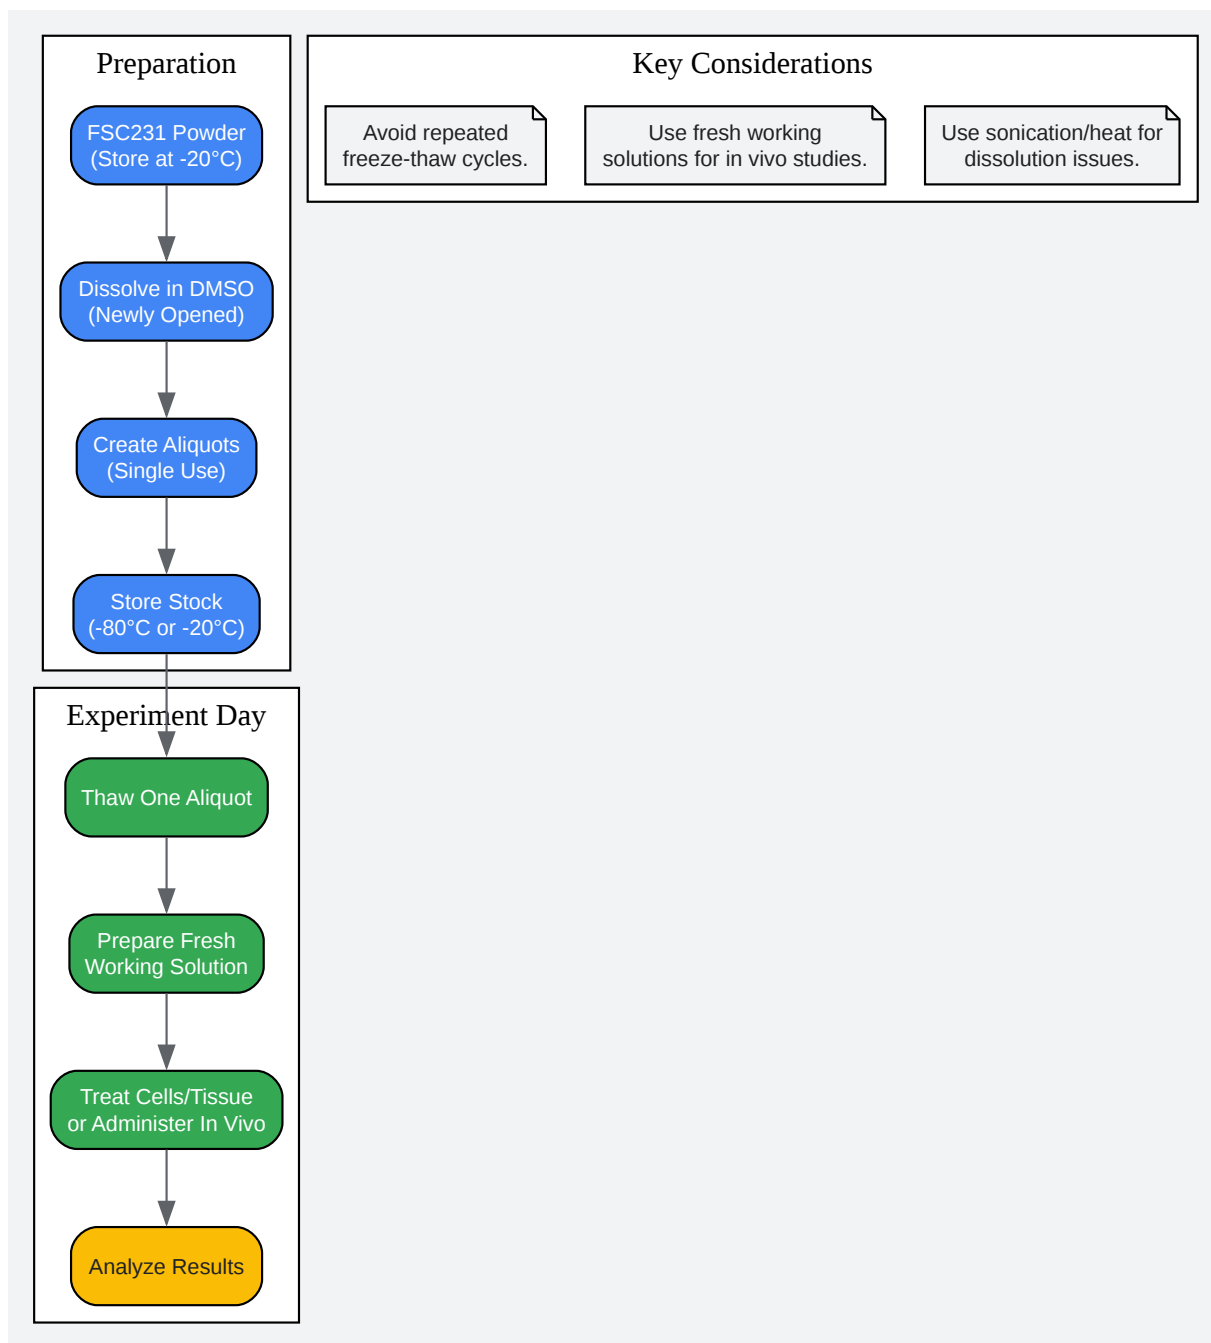 Preparation
FSC231 Powder
(Store at -20°C)
Dissolve in DMSO
(Newly Opened)
Create Aliquots
(Single Use)
Store Stock
(-80°C or -20°C)
Experiment Day
Thaw One Aliquot
Prepare Fresh
Working Solution
Treat Cells/Tissue
or Administer In Vivo
Analyze Results
Key Considerations
Avoid repeated
freeze-thaw cycles.
Use fresh working
solutions for in vivo studies.
Use sonication/heat for
dissolution issues.